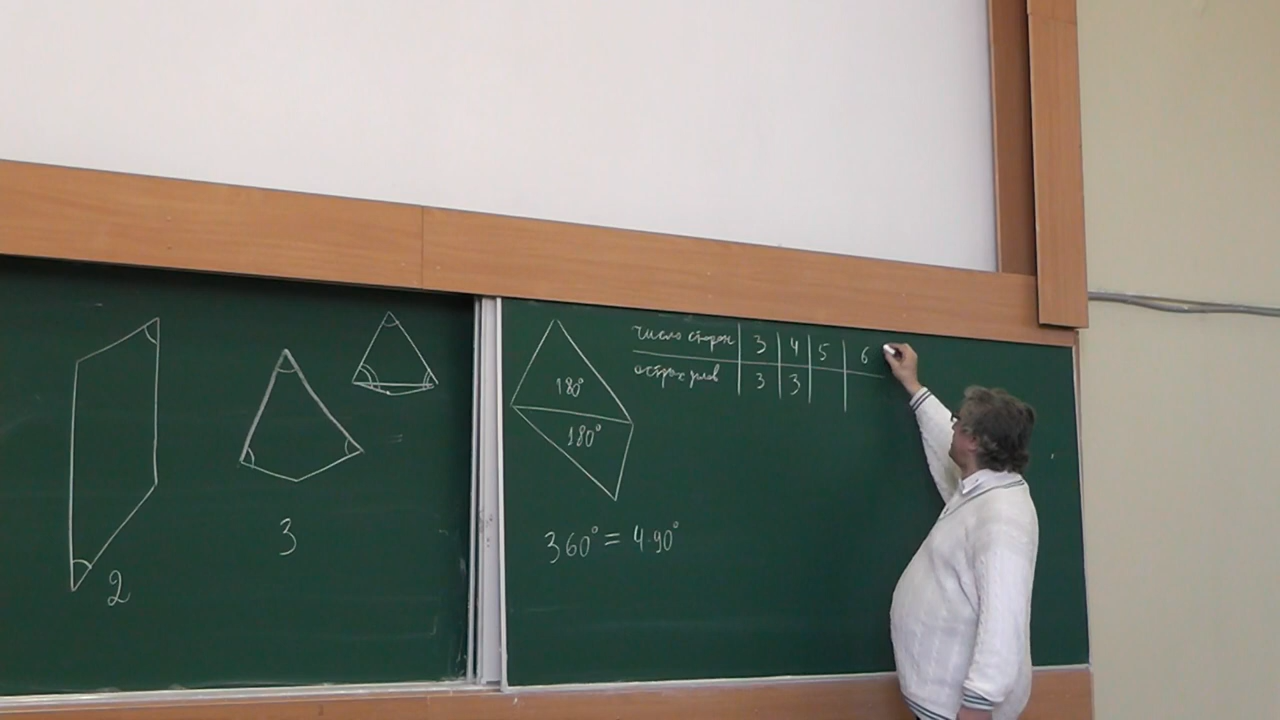 2
3
180°
180°
360° = 4·90°
число сторон 3 4 5 6
острых углов 3 3